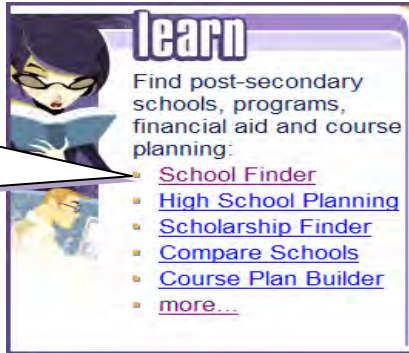 learn
Find post-secondary
schools, programs,
financial aid and course
planning:
School Finder
High School Planning
Scholarship Finder
Compare Schools
Course Plan Builder
more...